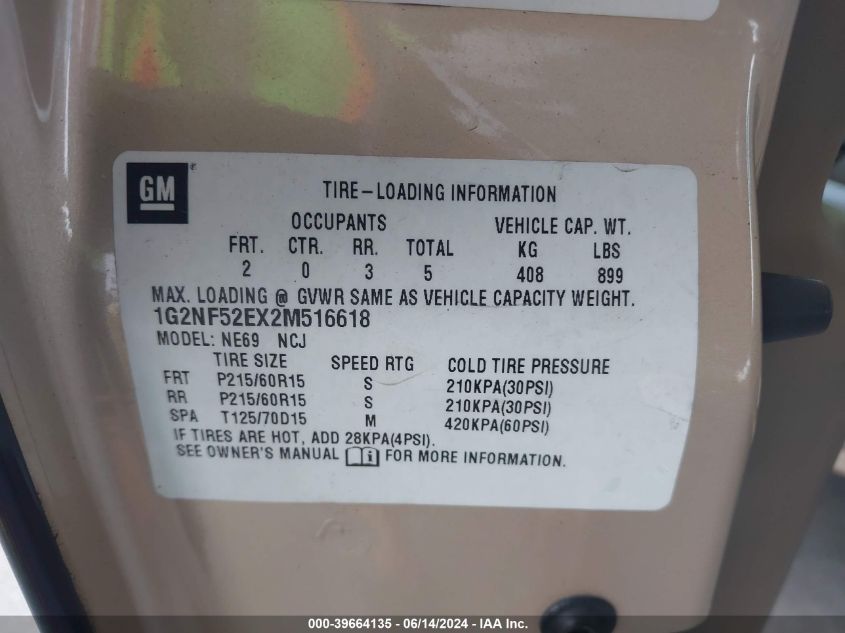 GM
TIRE-LOADING INFORMATION
OCCUPANTS VEHICLE CAP. WT.
FRT. CTR. RR. TOTAL KG LBS
2 0 3 5 408 899
MAX. LOADING @ GVWR SAME AS VEHICLE CAPACITY WEIGHT.
1G2NF52EX2M516618
MODEL: NE69 NCJ
TIRE SIZE SPEED RTG COLD TIRE PRESSURE
FRT P215/60R15 S 210KPA(30PSI)
RR P215/60R15 S 210KPA(30PSI)
SPA T125/70D15 M 420KPA(60PSI)
IF TIRES ARE HOT, ADD 28KPA(4PSI).
SEE OWNER'S MANUAL i FOR MORE INFORMATION.
000-39664135 - 06/14/2024 - IAA Inc.